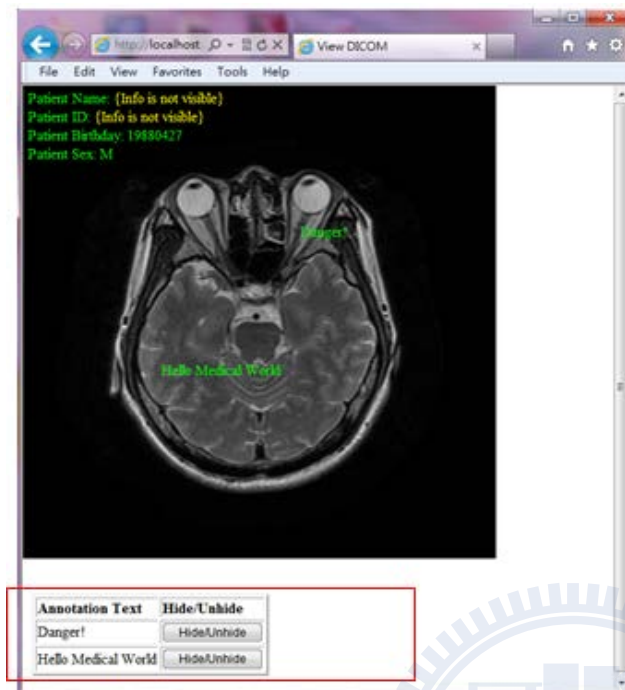 http://localhost
View DICOM
File Edit View Favorites Tools Help
Patient Name: {Info is not visible}
Patient ID: {Info is not visible}
Patient Birthday: 19880427
Patient Sex: M
Danger!
Hello Medical World
Annotation Text Hide/Unhide
Danger! Hide/Unhide
Hello Medical World Hide/Unhide